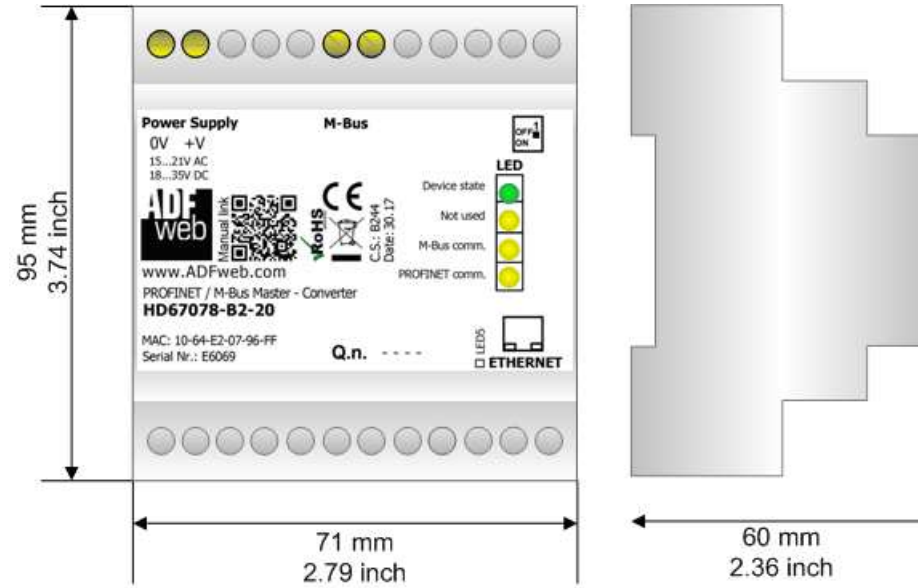 Power Supply
M-Bus
0V +V
15...21V AC
18...35V DC
OFF 1
ON
LED
Device state
Not used
M-Bus comm.
PROFINET comm.
ADF
web
Manual link
RoHS
CE
C.S.: B244
Date: 30.17
www.ADFweb.com
PROFINET / M-Bus Master - Converter
HD67078-B2-20
MAC: 10-64-E2-07-96-FF
Serial Nr.: E6069
Q.n. - - - -
LED5
ETHERNET
95 mm
3.74 inch
71 mm
2.79 inch
60 mm
2.36 inch